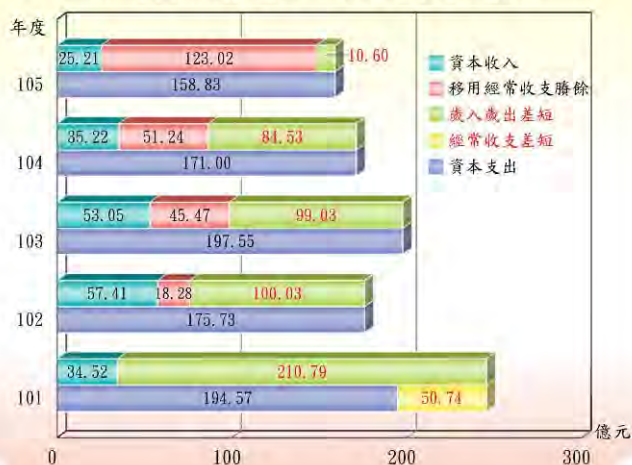 年度
25.21 123.02 10.60
105 158.83
35.22 51.24 84.53
104 171.00
53.05 45.47 99.03
103 197.55
57.41 18.28 100.03
102 175.73
34.52 210.79
101 194.57 50.74
資本收入
移用經常收支賸餘
歲入歲出差短
經常收支差短
資本支出
0 100 200 300 億元